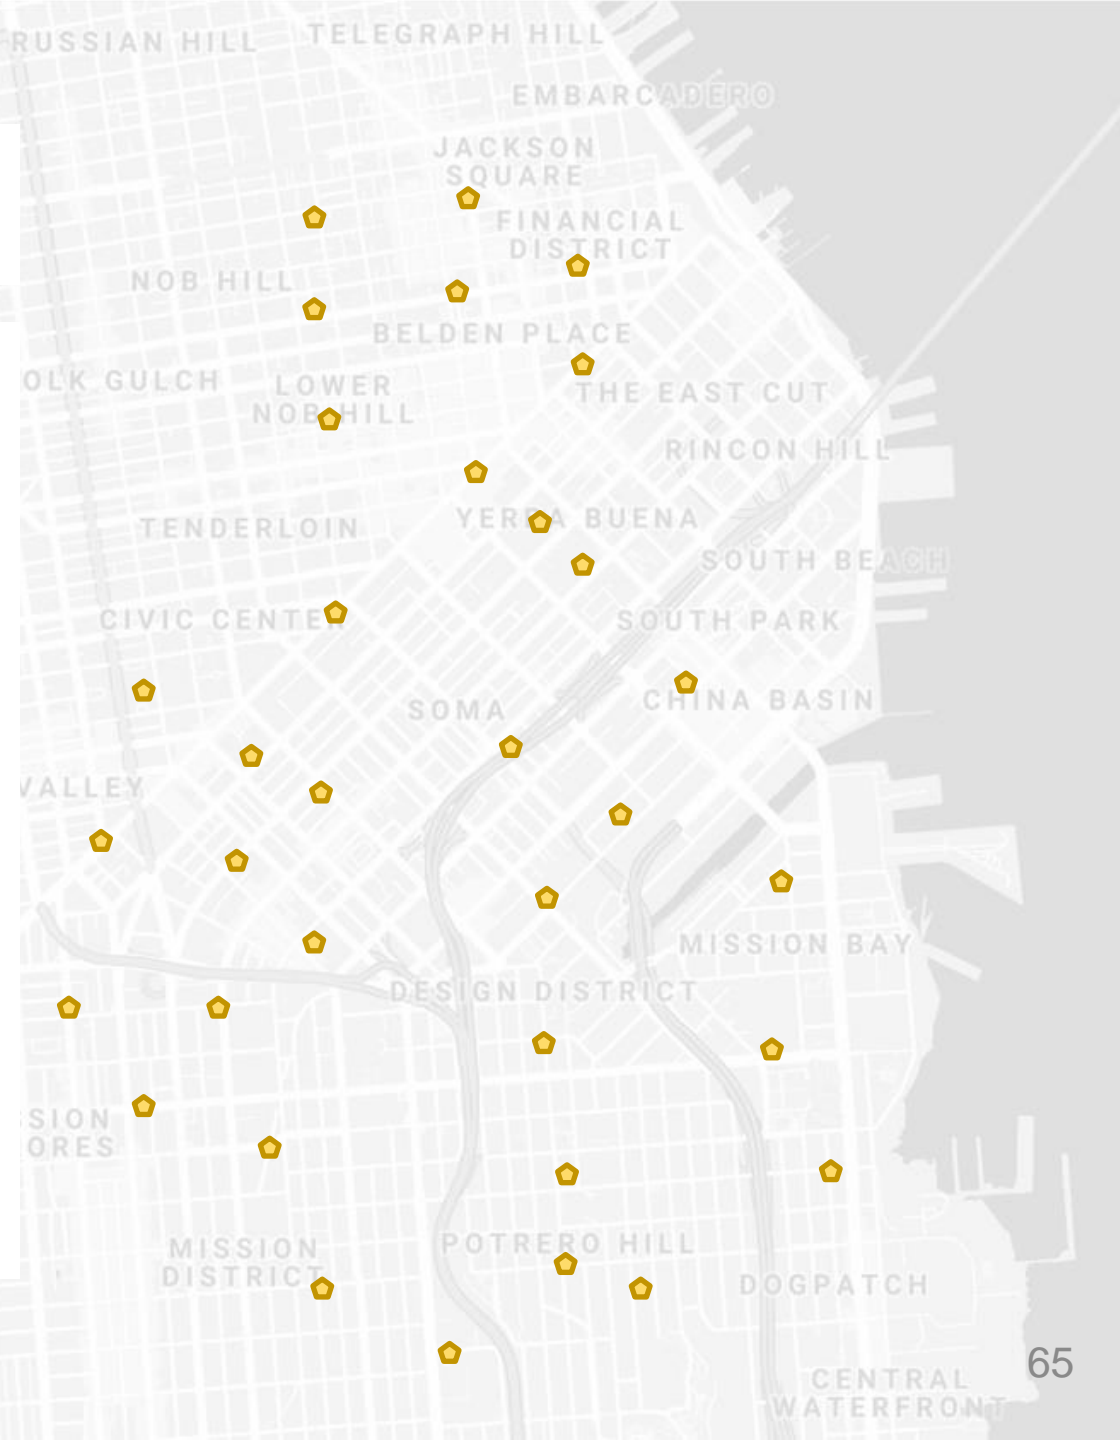 RUSSIAN HILL
TELEGRAPH HILL
EMBARCADERO
JACKSON
SQUARE
FINANCIAL
DISTRICT
NOB HILL
BELDEN PLACE
OLK GULCH
LOWER
NOB HILL
THE EAST CUT
RINCON HILL
TENDERLOIN
YERBA BUENA
SOUTH BEACH
CIVIC CENTER
SOUTH PARK
CHINA BASIN
SOMA
VALLEY
MISSION BAY
DESIGN DISTRICT
SION
ORES
MISSION
DISTRICT
POTRERO HILL
DOGPATCH
65
CENTRAL
WATERFRONT